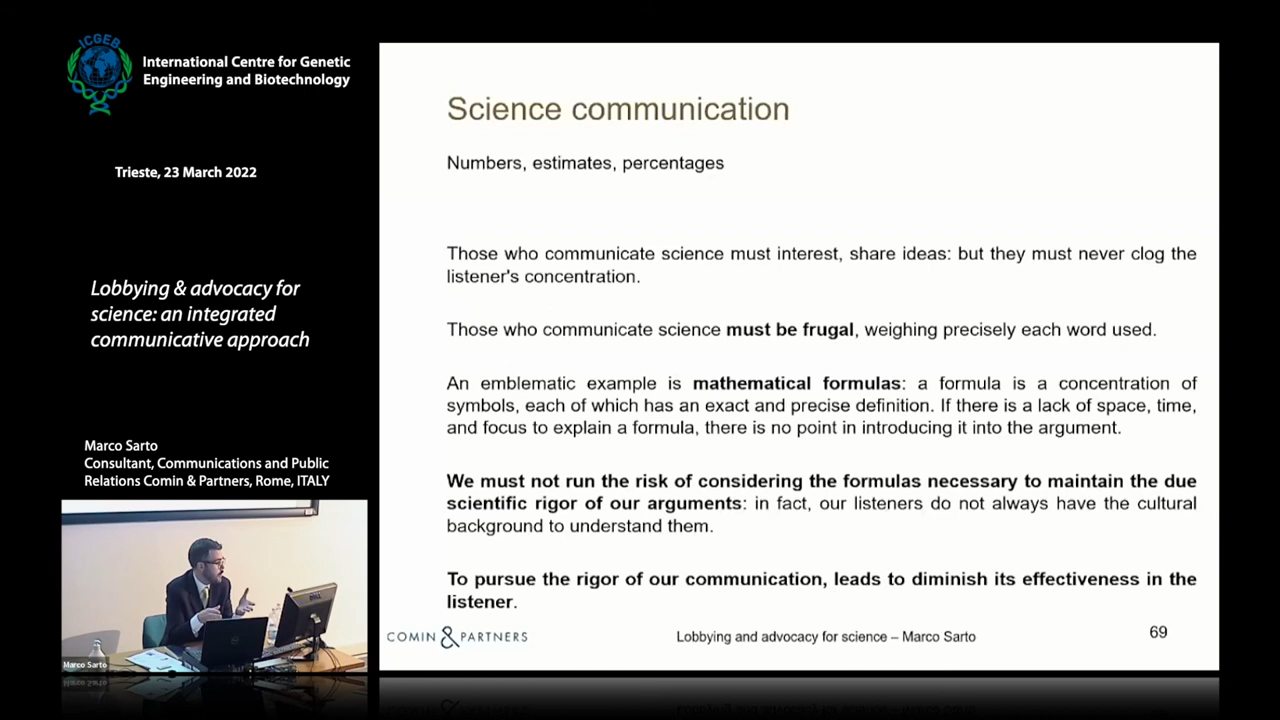 ICGEB
International Centre for Genetic
Engineering and Biotechnology
Trieste, 23 March 2022
Lobbying & advocacy for
science: an integrated
communicative approach
Marco Sarto
Consultant, Communications and Public
Relations Comin & Partners, Rome, ITALY
Marco Sarto
Science communication
Numbers, estimates, percentages
Those who communicate science must interest, share ideas: but they must never clog the
listener's concentration.
Those who communicate science must be frugal, weighing precisely each word used.
An emblematic example is mathematical formulas: a formula is a concentration of
symbols, each of which has an exact and precise definition. If there is a lack of space, time,
and focus to explain a formula, there is no point in introducing it into the argument.
We must not run the risk of considering the formulas necessary to maintain the due
scientific rigor of our arguments: in fact, our listeners do not always have the cultural
background to understand them.
To pursue the rigor of our communication, leads to diminish its effectiveness in the
listener.
COMIN & PARTNERS
Lobbying and advocacy for science – Marco Sarto
69